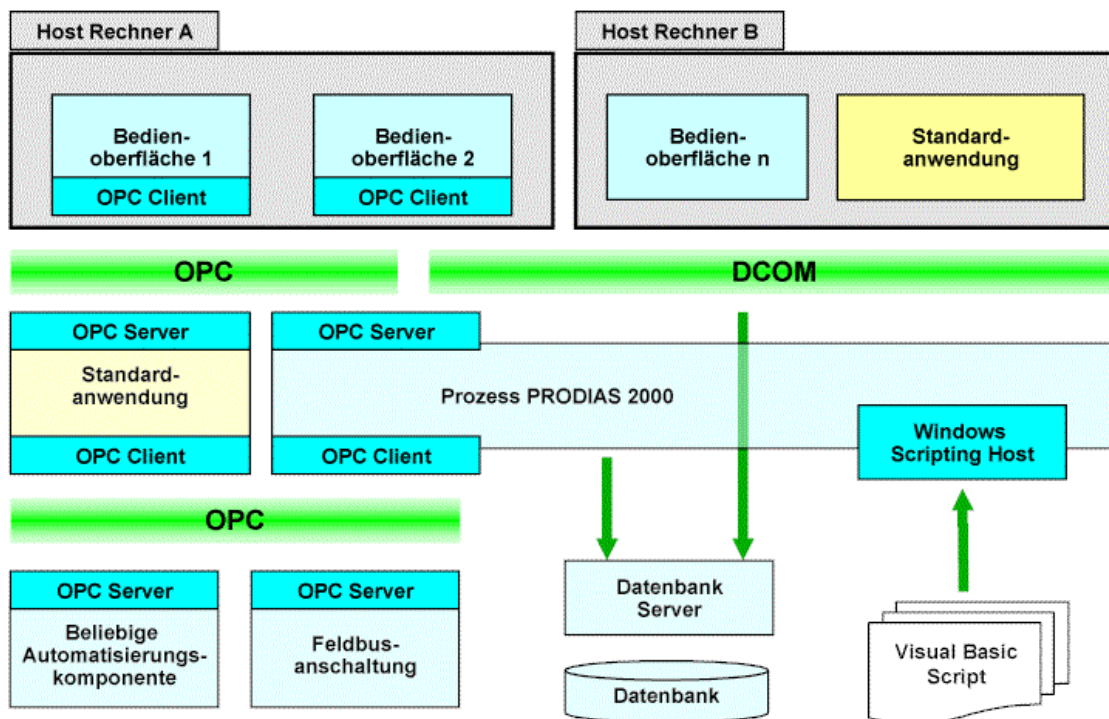 Host Rechner A
Host Rechner B
Bedien-
oberfläche 1
OPC Client
Bedien-
oberfläche 2
OPC Client
Bedien-
oberfläche n
Standard-
anwendung
OPC
DCOM
OPC Server
Standard-
anwendung
OPC Client
OPC Server
Prozess PRODIAS 2000
OPC Client
Windows
Scripting Host
OPC
OPC Server
Beliebige
Automatisierungs-
komponente
OPC Server
Feldbus-
anschaltung
Datenbank
Server
Datenbank
Visual Basic
Script